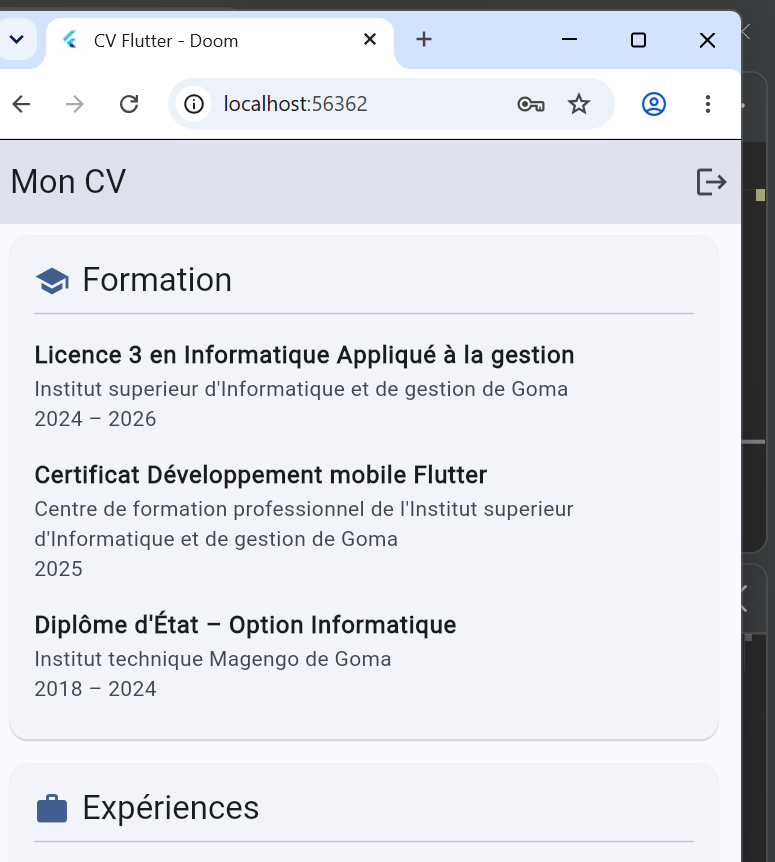 CV Flutter - Doom
localhost:56362
Mon CV
Formation
Licence 3 en Informatique Appliqué à la gestion
Institut superieur d'Informatique et de gestion de Goma
2024 – 2026
Certificat Développement mobile Flutter
Centre de formation professionnel de l'Institut superieur
d'Informatique et de gestion de Goma
2025
Diplôme d'État – Option Informatique
Institut technique Magengo de Goma
2018 – 2024
Expériences